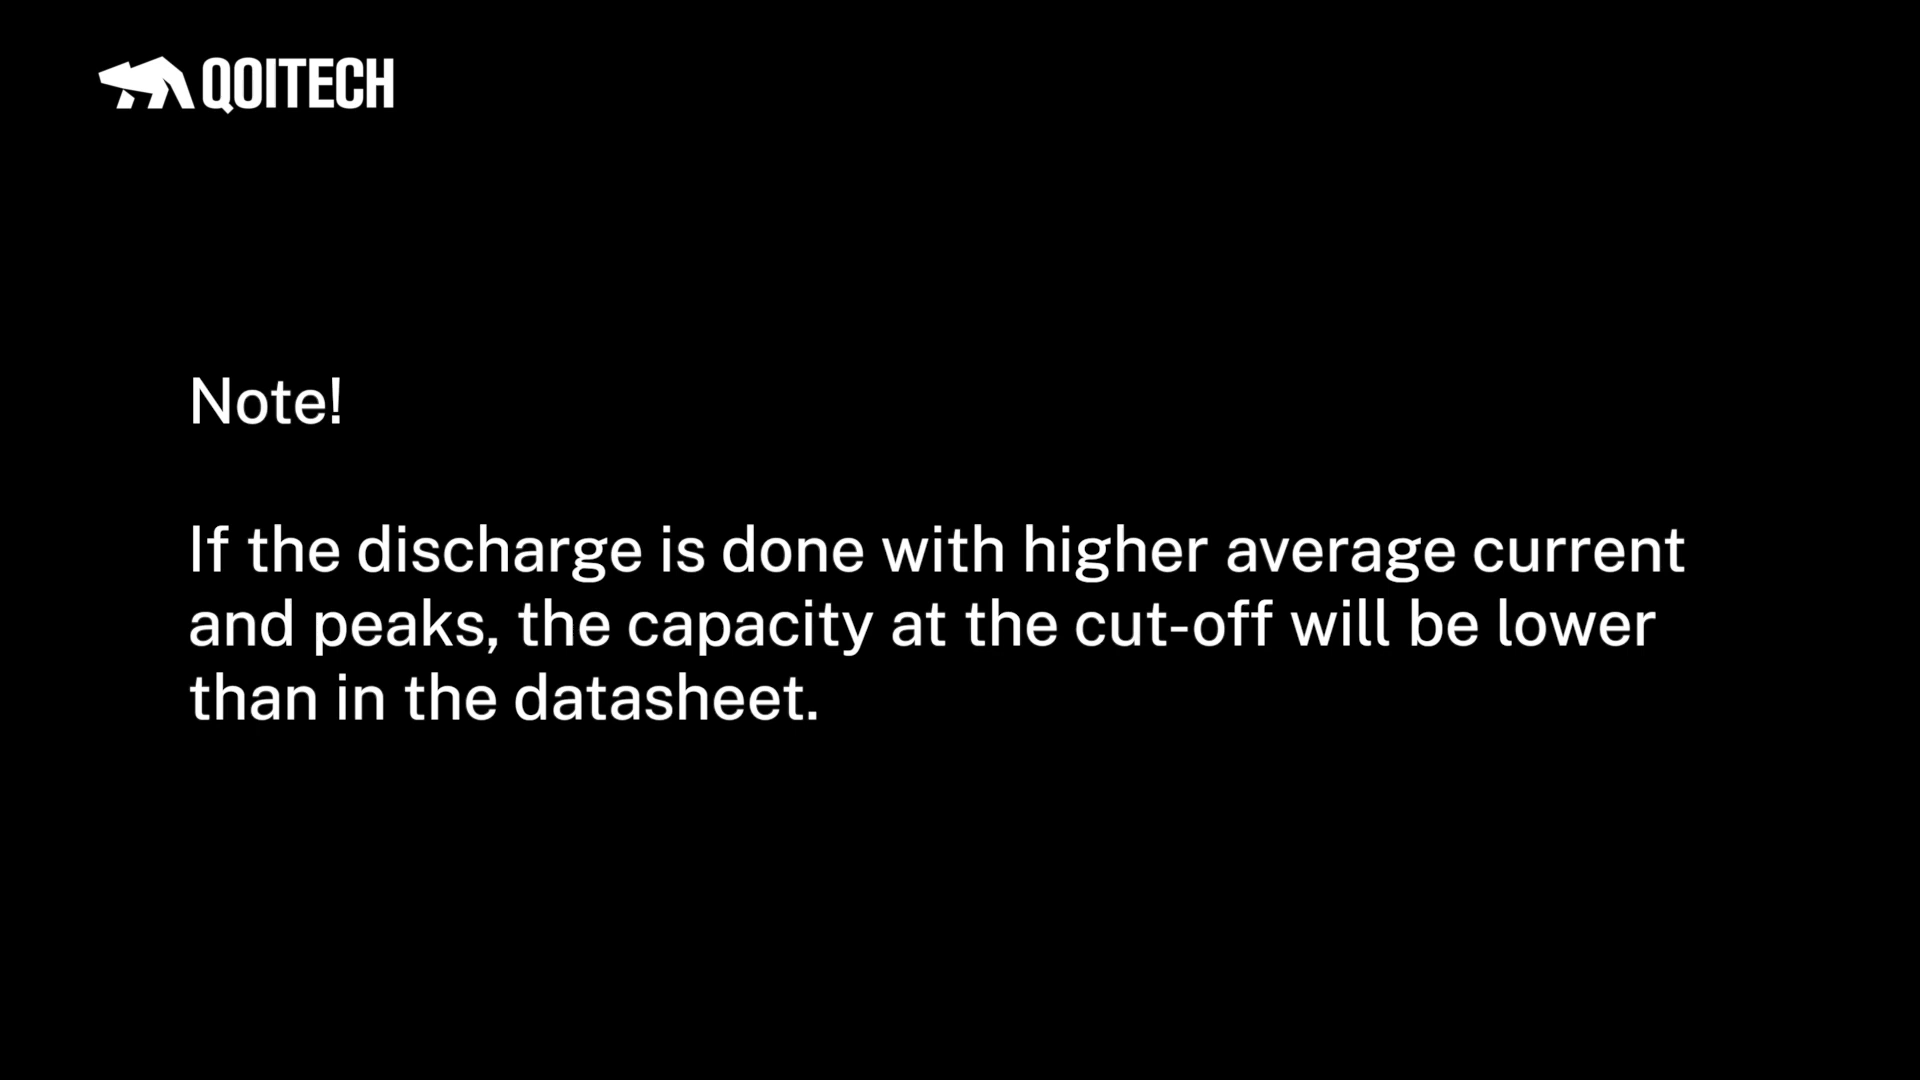 QOITECH
Note!
If the discharge is done with higher average current
and peaks, the capacity at the cut-off will be lower
than in the datasheet.